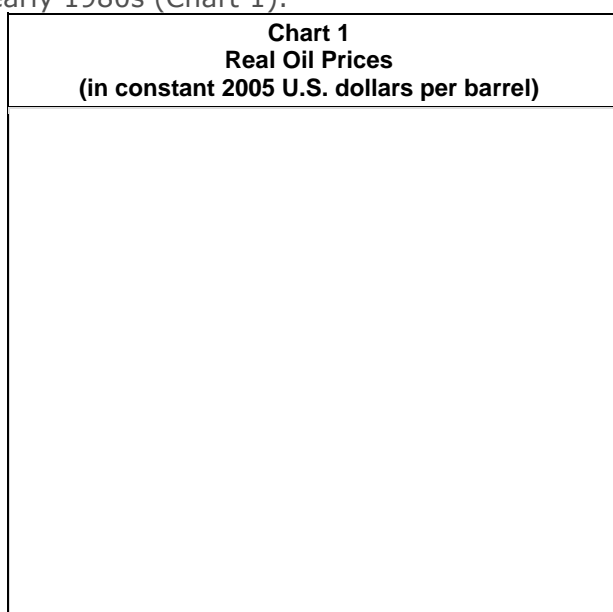 early 1980s (Chart 1).
Chart 1
Real Oil Prices
(in constant 2005 U.S. dollars per barrel)